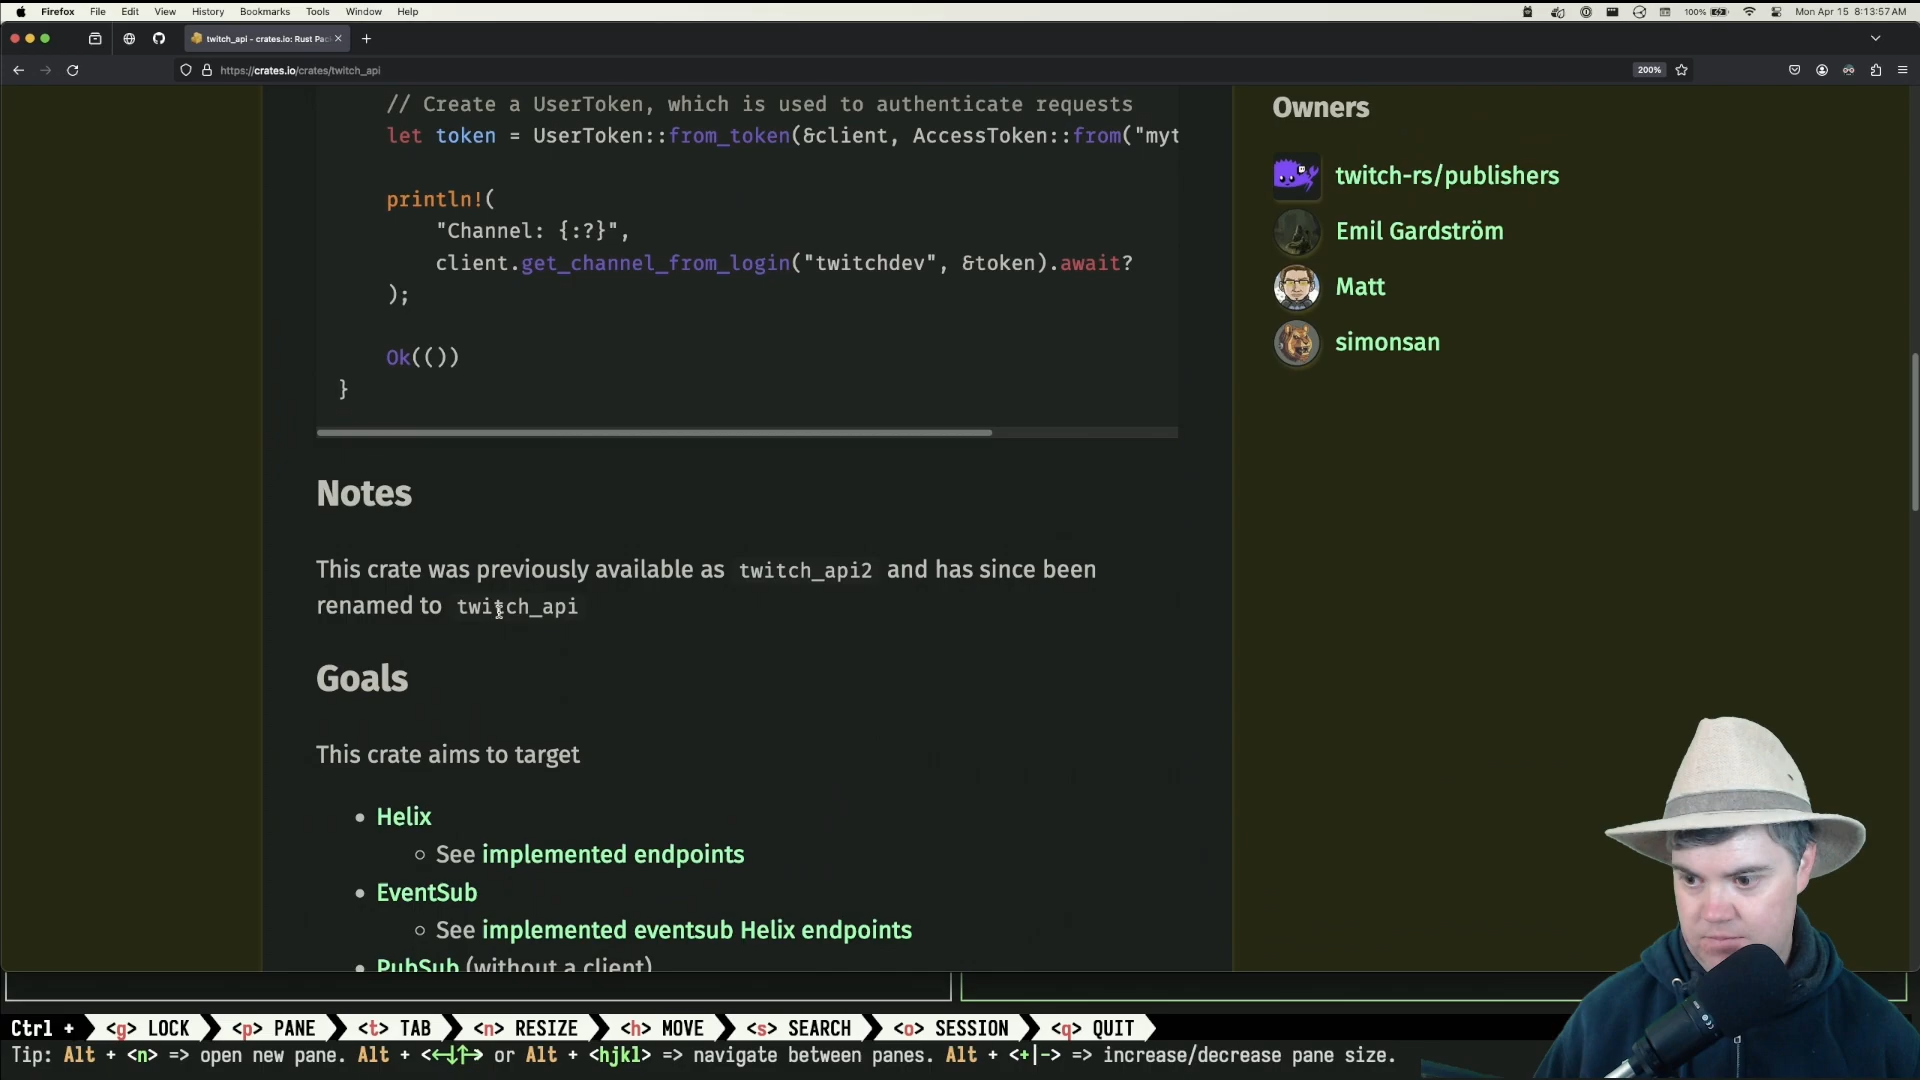 Firefox File Edit View History Bookmarks Tools Window Help 100% Mon Apr 15 8:13:57 AM
twitch_api - crates.io: Rust Pac
https://crates.io/crates/twitch_api 200%
// Create a UserToken, which is used to authenticate requests
let token = UserToken::from_token(&client, AccessToken::from("myt
println!(
"Channel: {:?}",
client.get_channel_from_login("twitchdev", &token).await?
);
Ok(())
}
Notes
This crate was previously available as twitch_api2 and has since been
renamed to twitch_api
Goals
This crate aims to target
• Helix
○ See implemented endpoints
• EventSub
○ See implemented eventsub Helix endpoints
• PubSub (without a client)
Owners
twitch-rs/publishers
Emil Gardström
Matt
simonsan
Ctrl + <g> LOCK <p> PANE <t> TAB <n> RESIZE <h> MOVE <s> SEARCH <o> SESSION <q> QUIT
Tip: Alt + <n> => open new pane. Alt + <←↓↑→> or Alt + <hjkl> => navigate between panes. Alt + <+|-> => increase/decrease pane size.